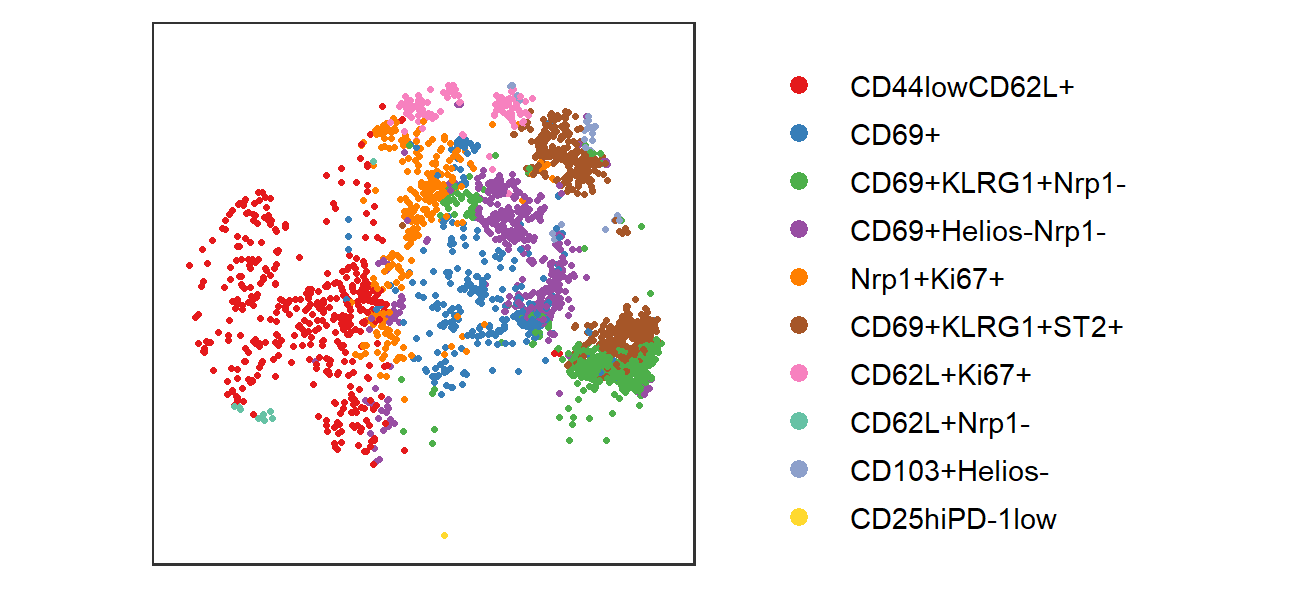 CD44lowCD62L+
CD69+
CD69+KLRG1+Nrp1-
CD69+Helios-Nrp1-
Nrp1+Ki67+
CD69+KLRG1+ST2+
CD62L+Ki67+
CD62L+Nrp1-
CD103+Helios-
CD25hiPD-1low